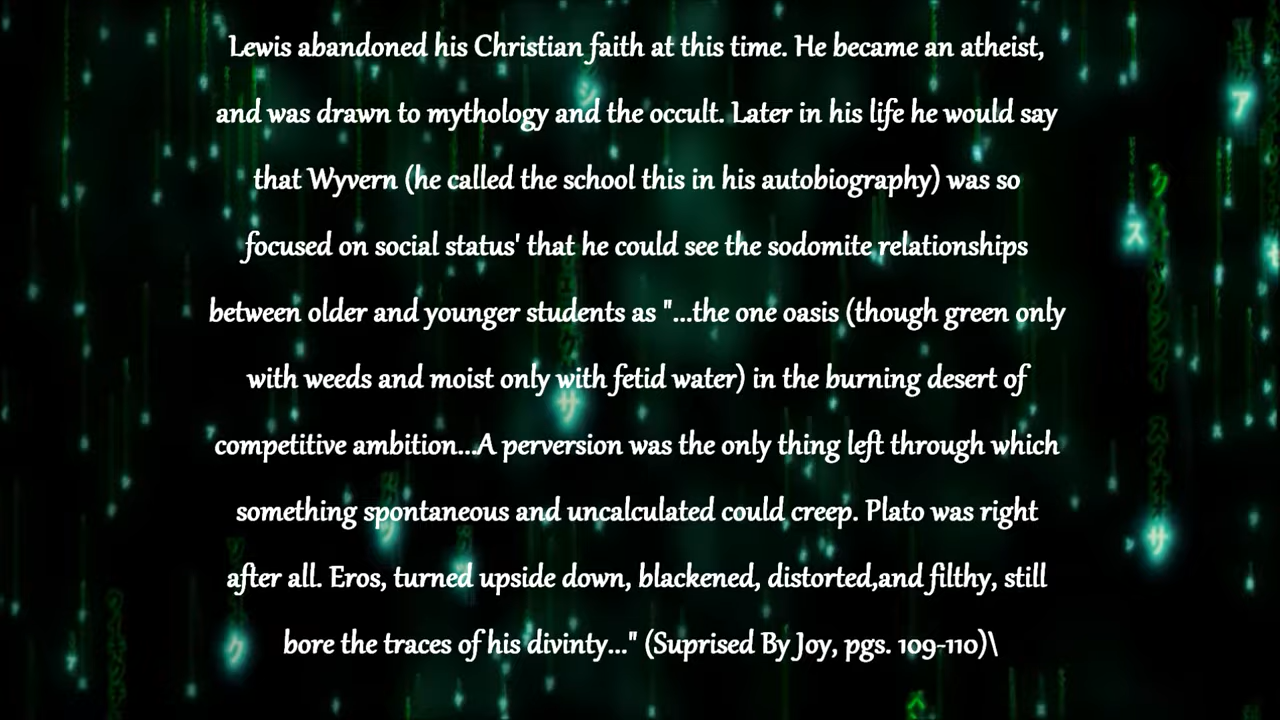 Lewis abandoned his Christian faith at this time. He became an atheist,
and was drawn to mythology and the occult. Later in his life he would say
that Wyvern (he called the school this in his autobiography) was so
focused on social status' that he could see the sodomite relationships
between older and younger students as "...the one oasis (though green only
with weeds and moist only with fetid water) in the burning desert of
competitive ambition...A perversion was the only thing left through which
something spontaneous and uncalculated could creep. Plato was right
after all. Eros, turned upside down, blackened, distorted,and filthy, still
bore the traces of his divinty..." (Suprised By Joy, pgs. 109-110)\